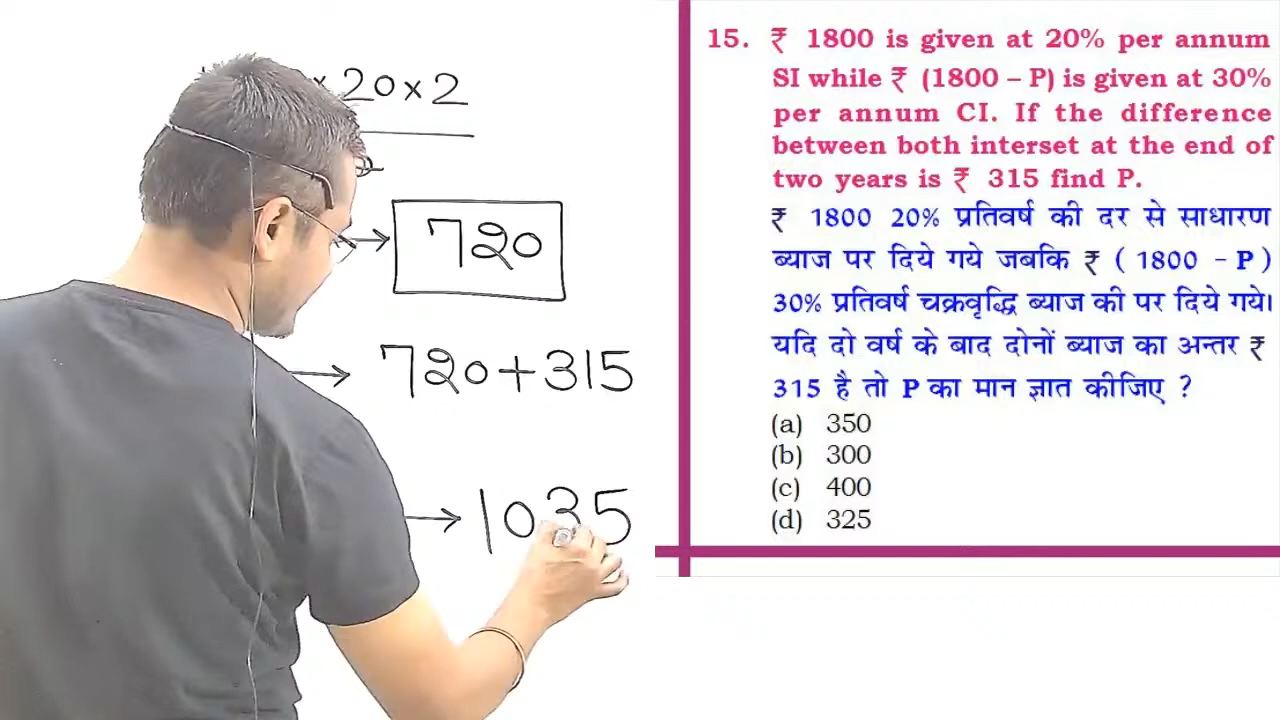 ×20×2
720
720+315
1035
15. ₹ 1800 is given at 20% per annum
SI while ₹ (1800 – P) is given at 30%
per annum CI. If the difference
between both interset at the end of
two years is ₹ 315 find P.
₹ 1800 20% प्रतिवर्ष की दर से साधारण
ब्याज पर दिये गये जबकि ₹ ( 1800 - P )
30% प्रतिवर्ष चक्रवृद्धि ब्याज की पर दिये गये।
यदि दो वर्ष के बाद दोनों ब्याज का अन्तर ₹
315 है तो P का मान ज्ञात कीजिए ?
(a) 350
(b) 300
(c) 400
(d) 325